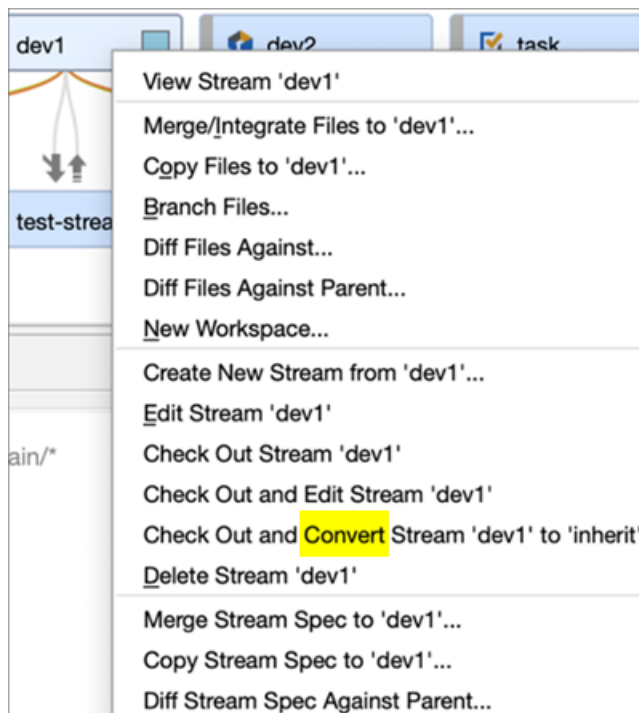 dev1
dev2
task
View Stream 'dev1'
Merge/Integrate Files to 'dev1'...
Copy Files to 'dev1'...
test-strea
Branch Files...
Diff Files Against...
Diff Files Against Parent...
New Workspace...
Create New Stream from 'dev1'...
Edit Stream 'dev1'
ain/*
Check Out Stream 'dev1'
Check Out and Edit Stream 'dev1'
Check Out and Convert Stream 'dev1' to 'inherit'
Delete Stream 'dev1'
Merge Stream Spec to 'dev1'...
Copy Stream Spec to 'dev1'...
Diff Stream Spec Against Parent...